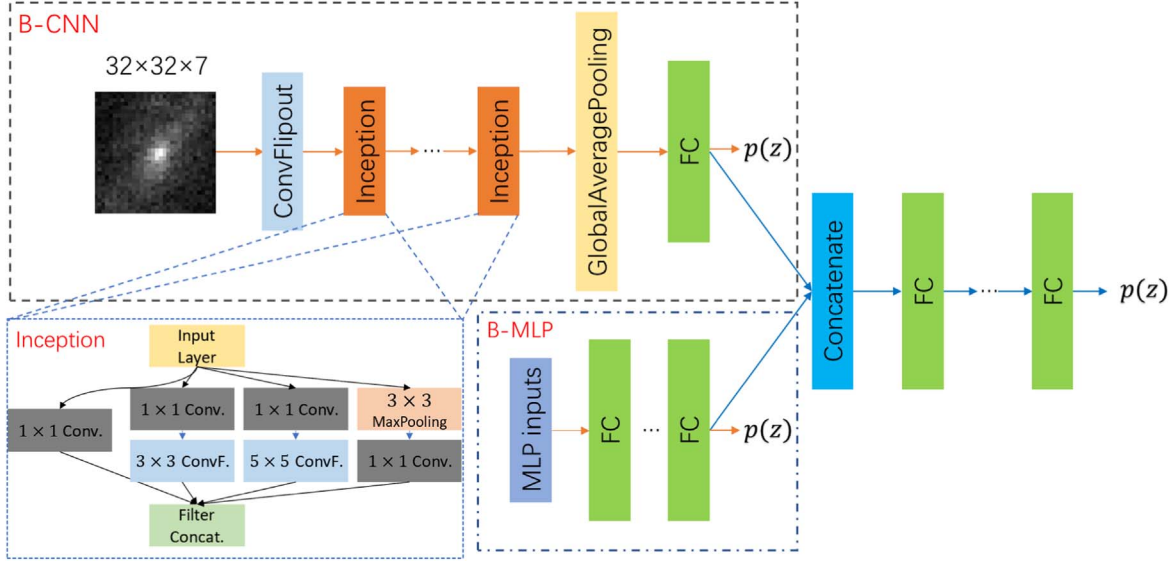 B-CNN
32×32×7
ConvFlipout
Inception
...
Inception
GlobalAveragePooling
FC
p(z)
Concatenate
FC
...
FC
p(z)
Inception
Input
Layer
1 × 1 Conv.
1 × 1 Conv.
1 × 1 Conv.
3 × 3
MaxPooling
3 × 3 ConvF.
5 × 5 ConvF.
1 × 1 Conv.
Filter
Concat.
B-MLP
MLP inputs
FC
...
FC
p(z)